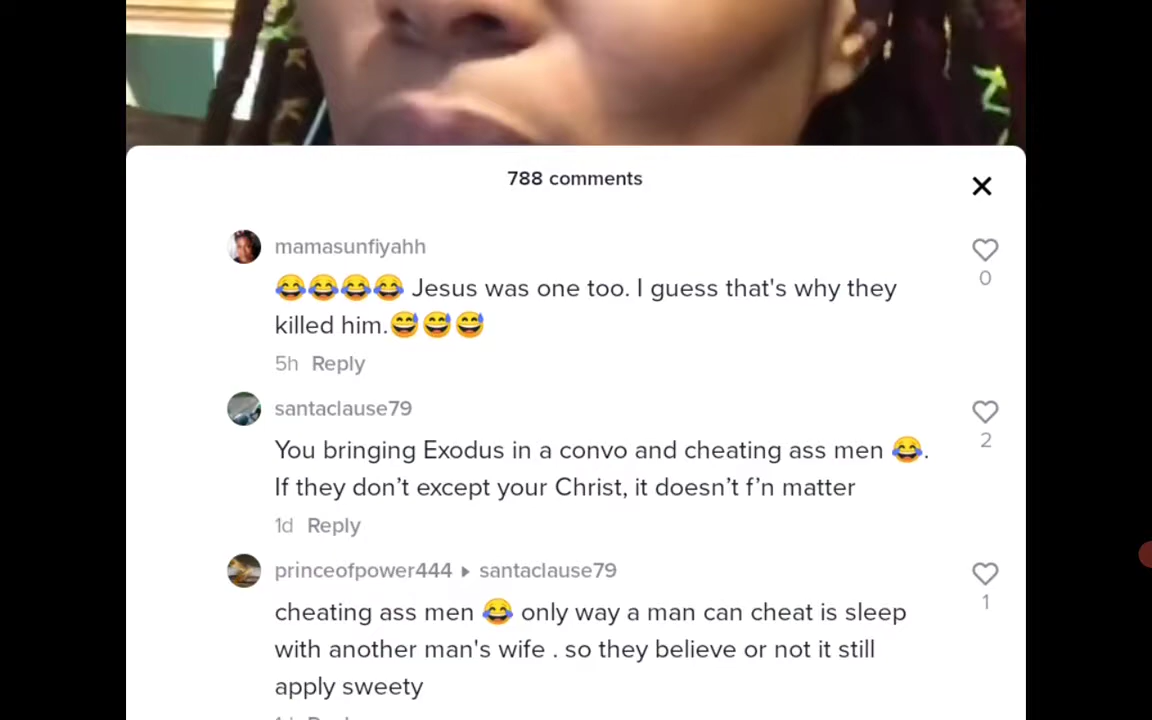 788 comments
mamasunfiyahh
😂😂😂😂 Jesus was one too. I guess that's why they
killed him.😅😅😅
0
5h Reply
santaclause79
You bringing Exodus in a convo and cheating ass men 😂.
If they don’t except your Christ, it doesn’t f’n matter
2
1d Reply
princeofpower444 ▸ santaclause79
cheating ass men 😂 only way a man can cheat is sleep
with another man's wife . so they believe or not it still
apply sweety
1